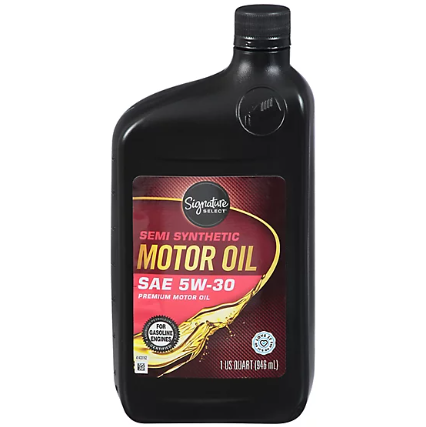 Signature
SELECT
SEMI SYNTHETIC
MOTOR OIL
SAE 5W-30
PREMIUM MOTOR OIL
FOR
GASOLINE
ENGINES
1 US QUART (946 mL)